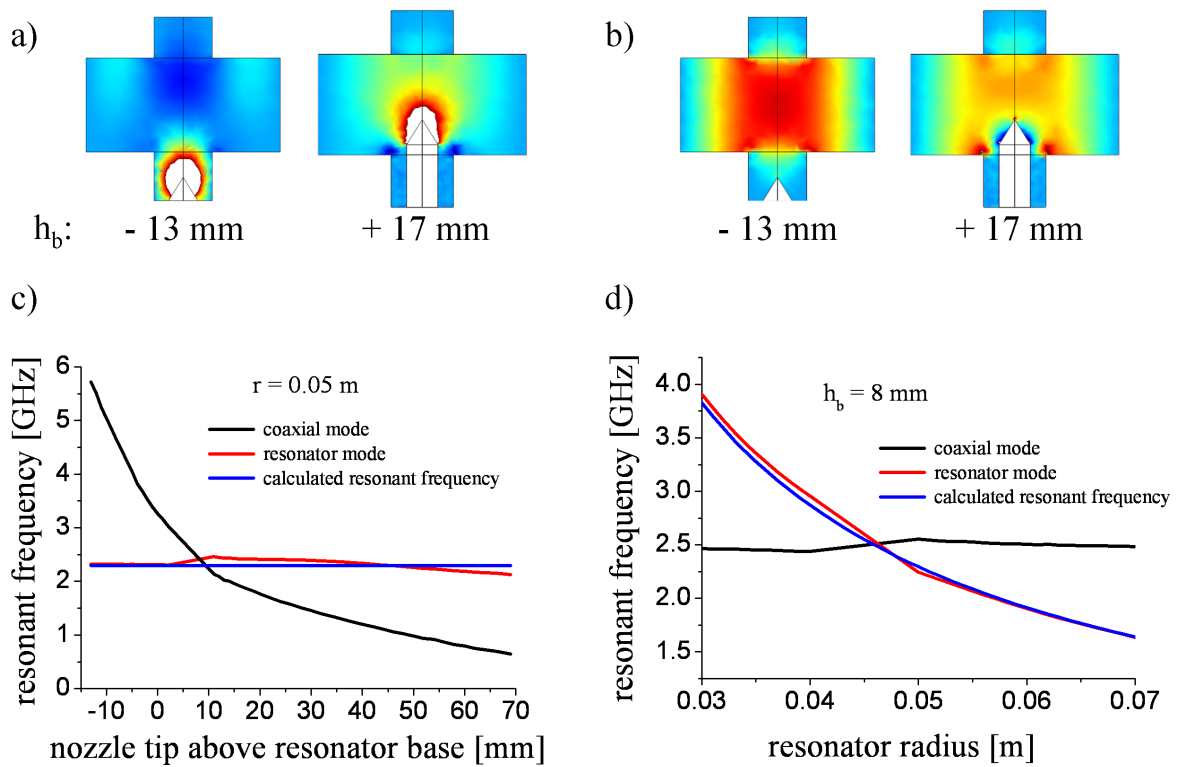 a)
b)
h_b: - 13 mm + 17 mm
- 13 mm + 17 mm
c)
d)
resonant frequency [GHz]
6
5
4
3
2
1
0
r = 0.05 m
coaxial mode
resonator mode
calculated resonant frequency
-10 0 10 20 30 40 50 60 70
nozzle tip above resonator base [mm]
resonant frequency [GHz]
4.0
3.5
3.0
2.5
2.0
1.5
h_b = 8 mm
coaxial mode
resonator mode
calculated resonant frequency
0.03 0.04 0.05 0.06 0.07
resonator radius [m]